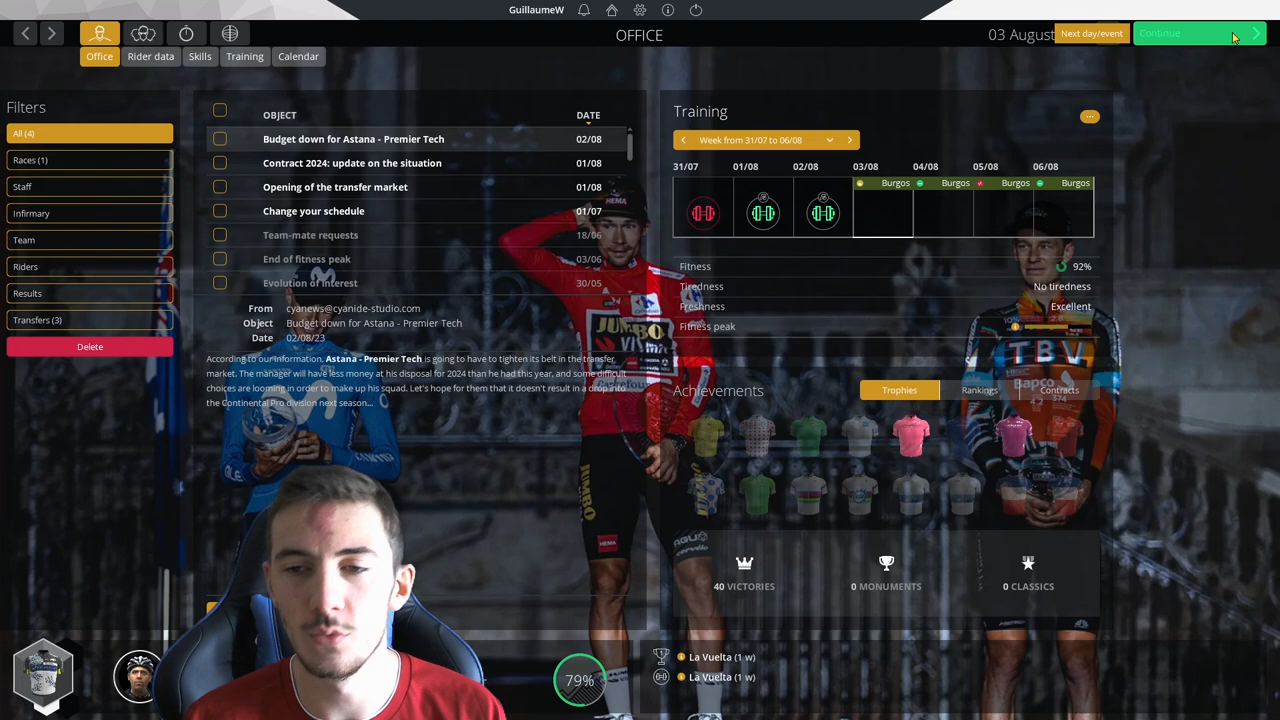 GuillaumeW
OFFICE
03 August
Next day/event
Continue
Office
Rider data
Skills
Training
Calendar
Filters
All (4)
Races (1)
Staff
Infirmary
Team
Riders
Results
Transfers (3)
Delete
OBJECT DATE
Budget down for Astana - Premier Tech 02/08
Contract 2024: update on the situation 01/08
Opening of the transfer market 01/08
Change your schedule 01/07
Team-mate requests 18/06
End of fitness peak 03/06
Evolution of interest 30/05
From cyanews@cyanide-studio.com
Object Budget down for Astana - Premier Tech
Date 02/08/23
According to our information, Astana - Premier Tech is going to have to tighten its belt in the transfer
market. The manager will have less money at his disposal for 2024 than he had this year, and some difficult
choices are looming in order to make up his squad. Let's hope for them that it doesn't result in a drop into
the Continental Pro division next season...
Training
...
Week from 31/07 to 06/08
31/07 01/08 02/08 03/08 04/08 05/08 06/08
Burgos Burgos Burgos Burgos
Fitness 92%
Tiredness No tiredness
Freshness Excellent
Fitness peak
Achievements
Trophies
Rankings
Contracts
40 VICTORIES
0 MONUMENTS
0 CLASSICS
79%
La Vuelta (1 w)
La Vuelta (1 w)
HEMA
JUMBO
VISMA
Carrefour
JUMBO
HEMA
AGU
cervélo
TBV
bapco